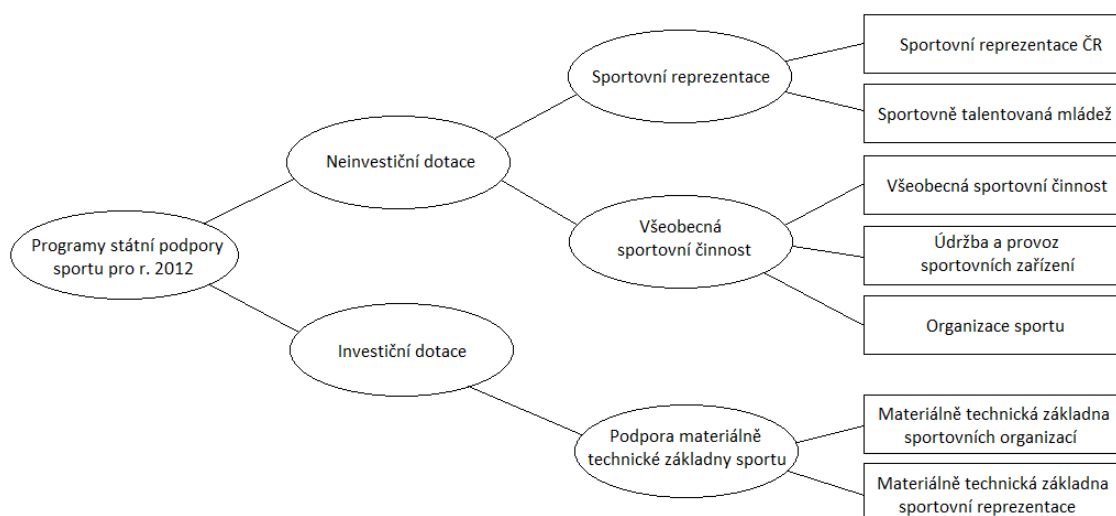 Programy státní podpory
sportu pro r. 2012
Neinvestiční dotace
Investiční dotace
Sportovní reprezentace
Všeobecná
sportovní činnost
Podpora materiálně
technické základny sportu
Sportovní reprezentace ČR
Sportovně talentovaná mládež
Všeobecná sportovní činnost
Údržba a provoz
sportovních zařízení
Organizace sportu
Materiálně technická základna
sportovních organizací
Materiálně technická základna
sportovní reprezentace